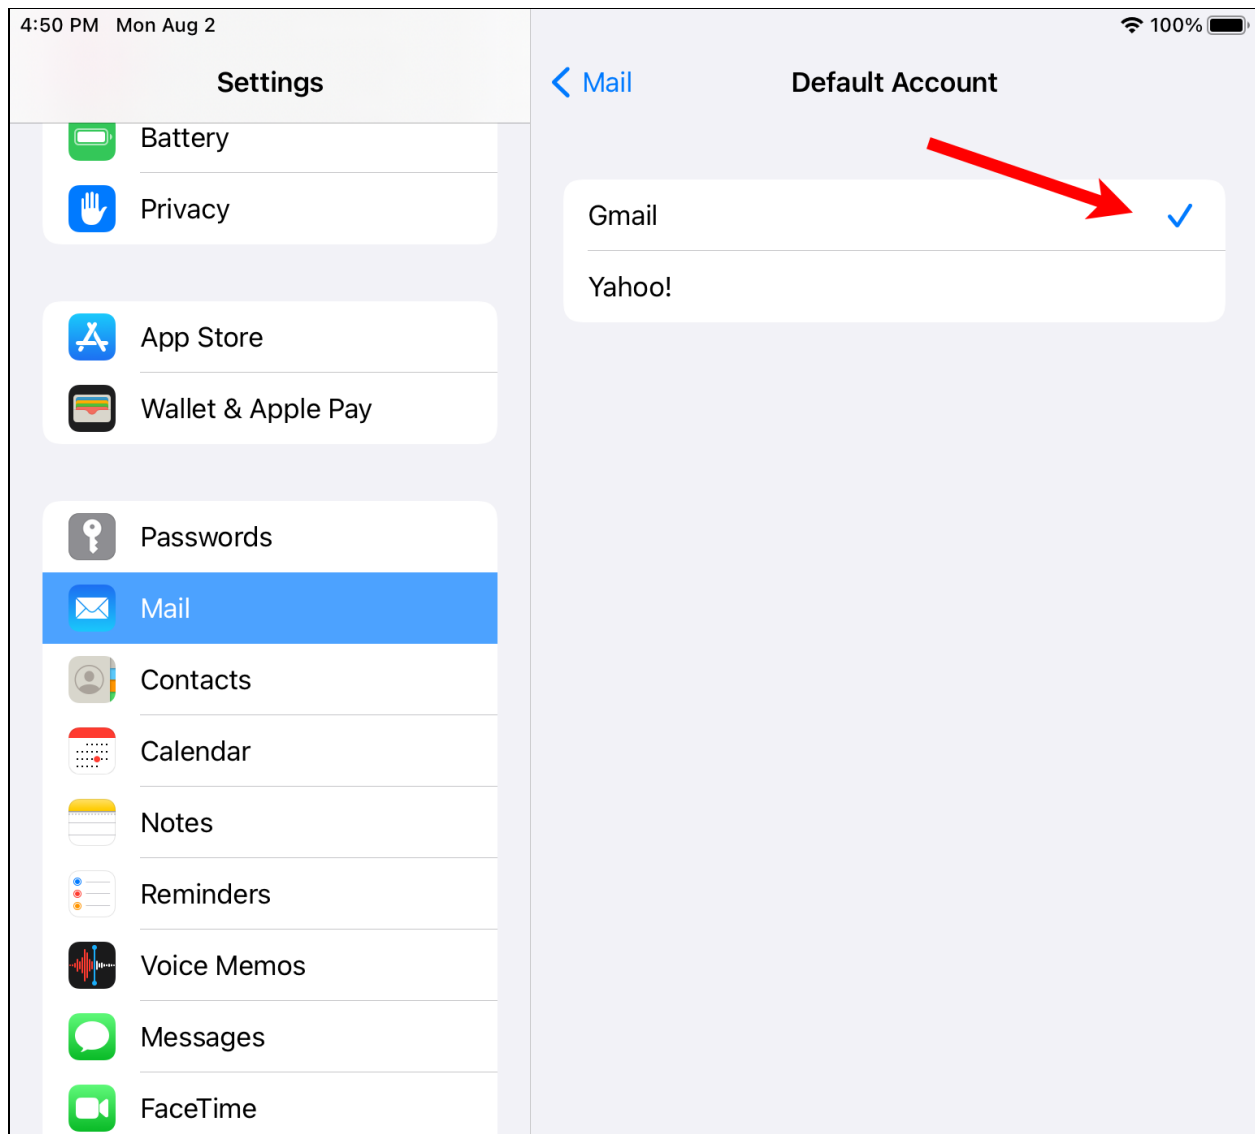 4:50 PM Mon Aug 2
100%
Settings
Battery
Privacy
App Store
Wallet & Apple Pay
Passwords
Mail
Contacts
Calendar
Notes
Reminders
Voice Memos
Messages
FaceTime
Mail
Default Account
Gmail
Yahoo!